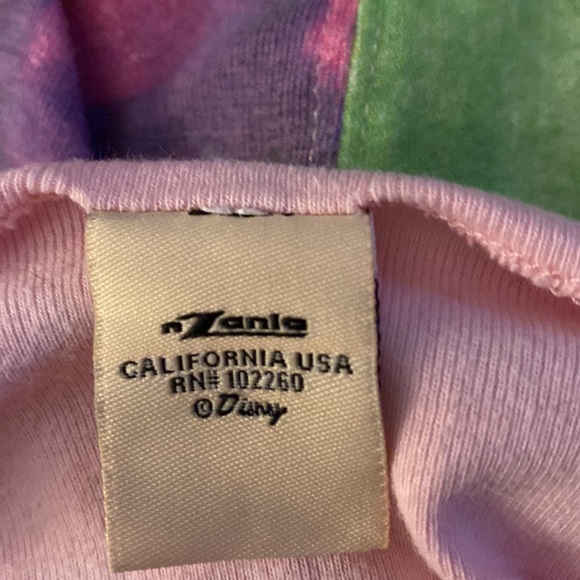 nZania
CALIFORNIA USA
RN# 102260
© Disney